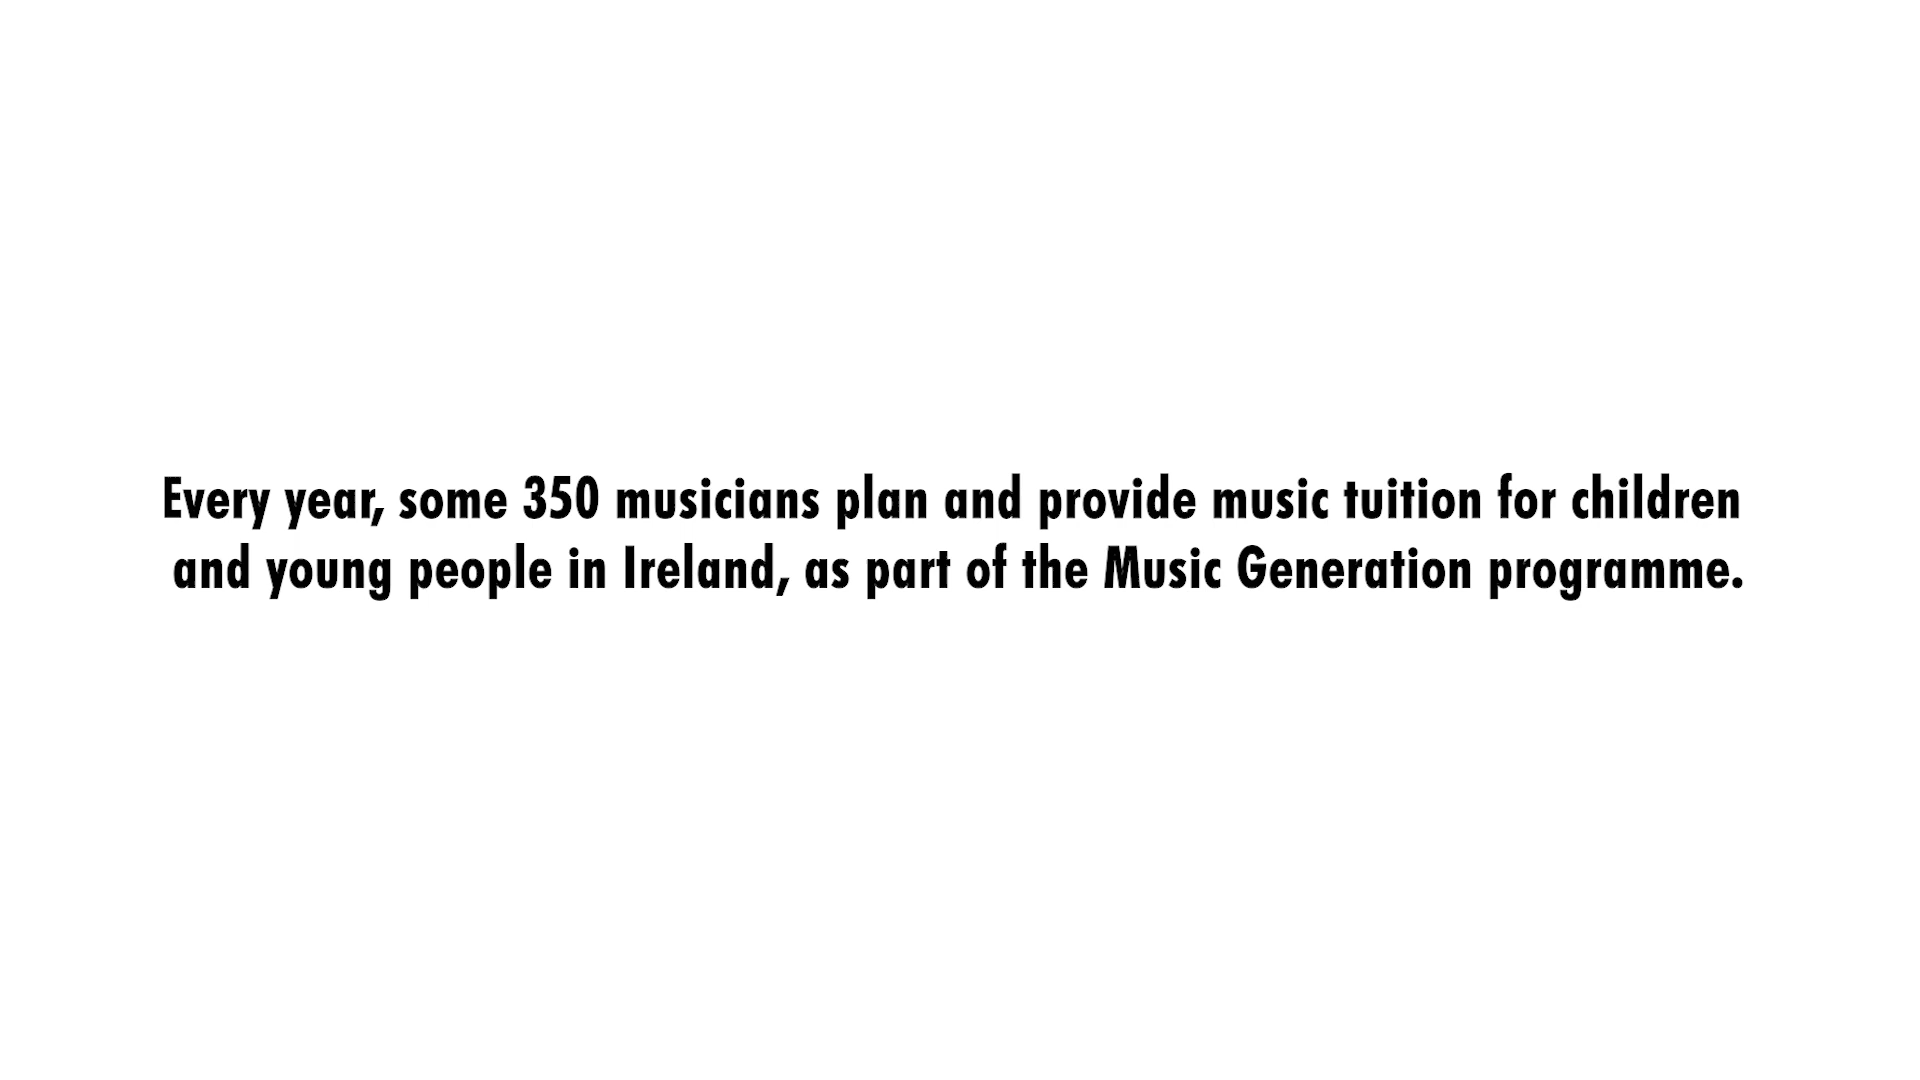 Every year, some 350 musicians plan and provide music tuition for children
and young people in Ireland, as part of the Music Generation programme.